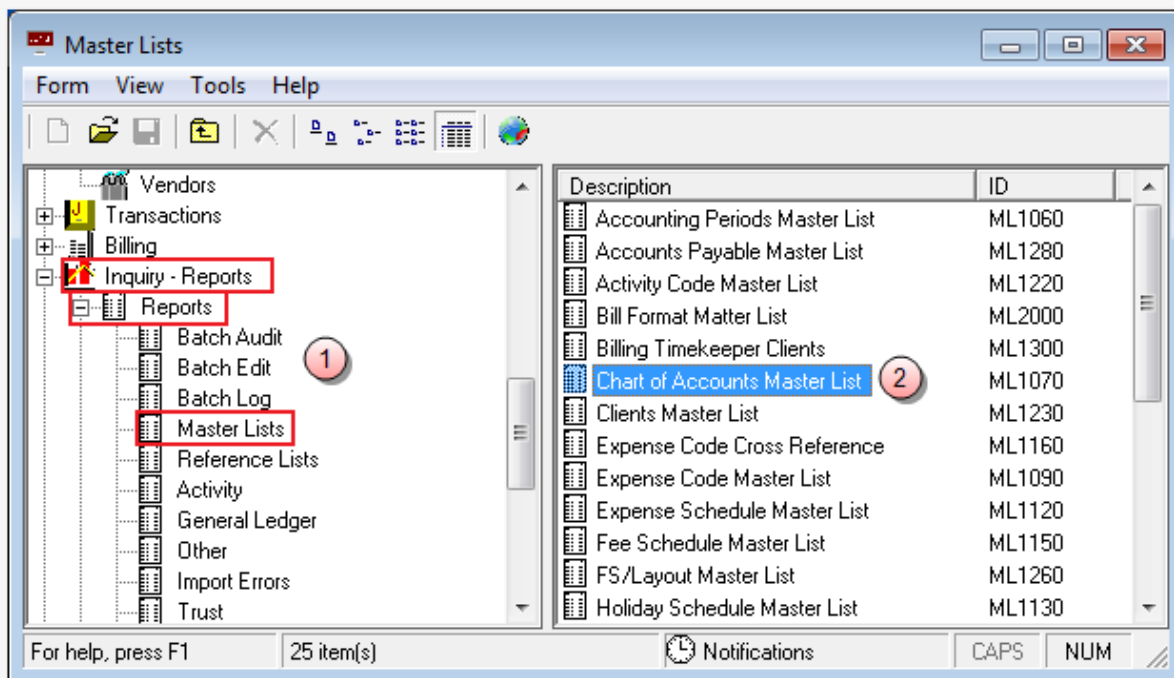 Master Lists
Form View Tools Help
Vendors
Transactions
Billing
Inquiry - Reports
Reports
Batch Audit
Batch Edit
Batch Log
Master Lists
Reference Lists
Activity
General Ledger
Other
Import Errors
Trust
1
Description ID
Accounting Periods Master List ML1060
Accounts Payable Master List ML1280
Activity Code Master List ML1220
Bill Format Matter List ML2000
Billing Timekeeper Clients ML1300
Chart of Accounts Master List 2 ML1070
Clients Master List ML1230
Expense Code Cross Reference ML1160
Expense Code Master List ML1090
Expense Schedule Master List ML1120
Fee Schedule Master List ML1150
FS/Layout Master List ML1260
Holiday Schedule Master List ML1130
For help, press F1 25 item(s) Notifications CAPS NUM